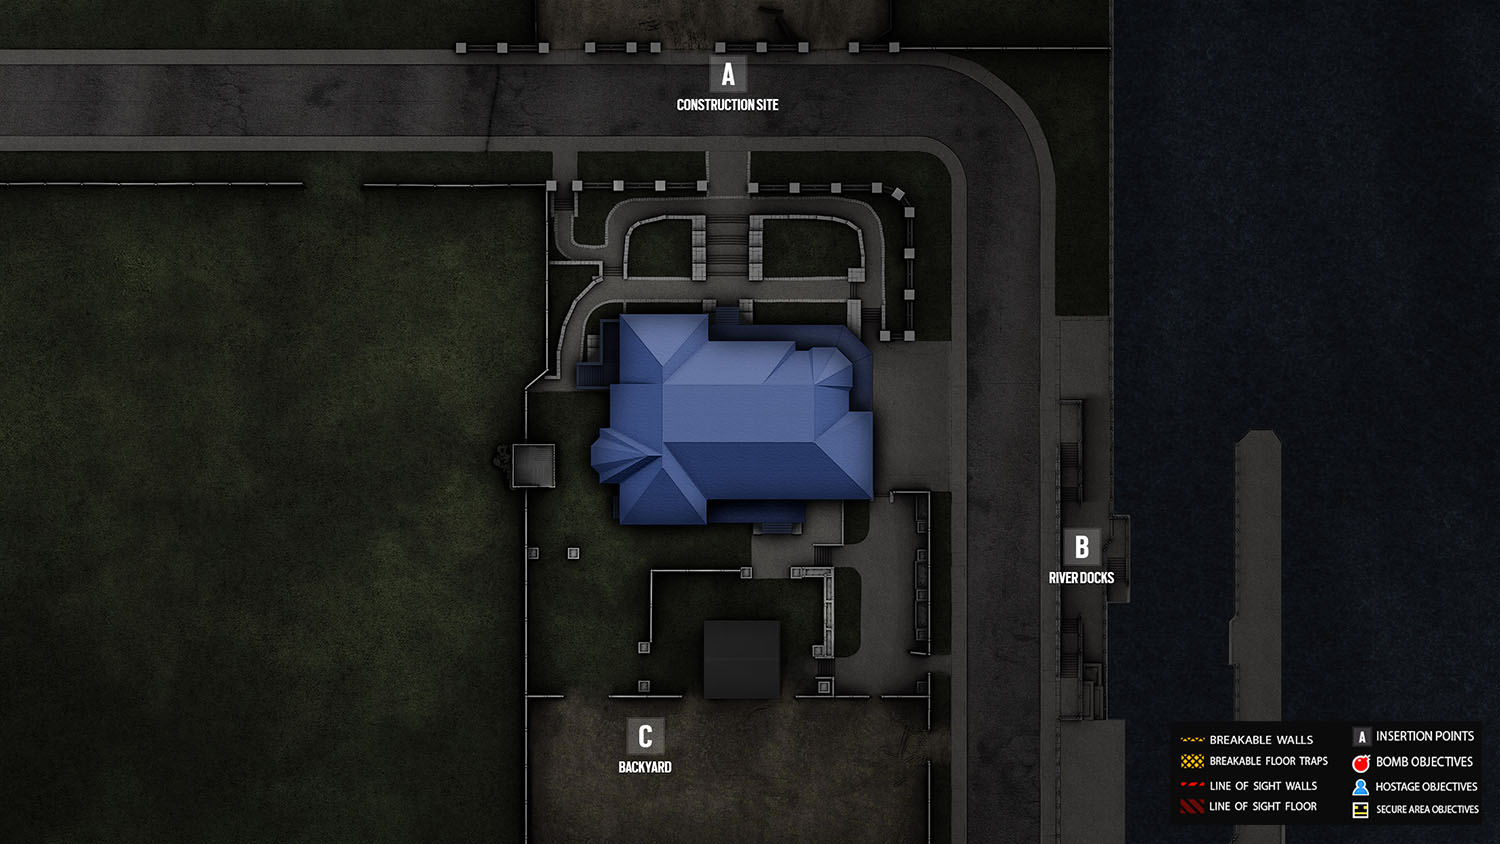 A
CONSTRUCTION SITE
B
RIVER DOCKS
C
BACKYARD
BREAKABLE WALLS
BREAKABLE FLOOR TRAPS
LINE OF SIGHT WALLS
LINE OF SIGHT FLOOR
A INSERTION POINTS
BOMB OBJECTIVES
HOSTAGE OBJECTIVES
SECURE AREA OBJECTIVES